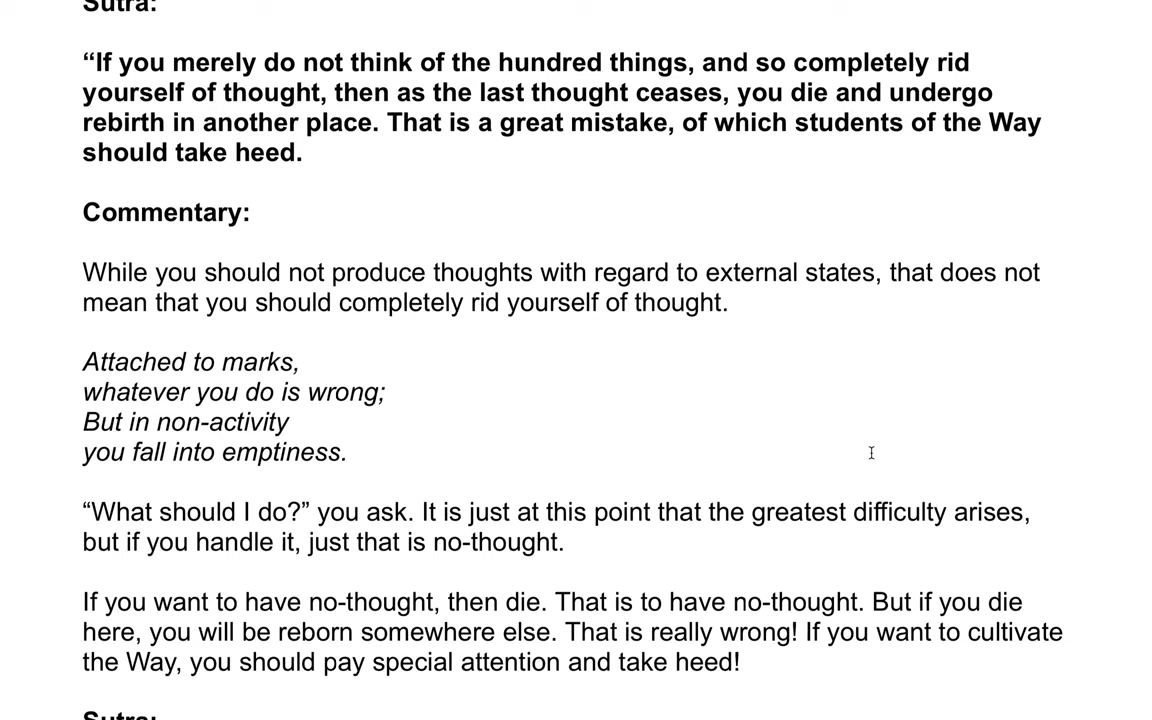 Sutra:
“If you merely do not think of the hundred things, and so completely rid
yourself of thought, then as the last thought ceases, you die and undergo
rebirth in another place. That is a great mistake, of which students of the Way
should take heed.
Commentary:
While you should not produce thoughts with regard to external states, that does not
mean that you should completely rid yourself of thought.
Attached to marks,
whatever you do is wrong;
But in non-activity
you fall into emptiness.
“What should I do?” you ask. It is just at this point that the greatest difficulty arises,
but if you handle it, just that is no-thought.
If you want to have no-thought, then die. That is to have no-thought. But if you die
here, you will be reborn somewhere else. That is really wrong! If you want to cultivate
the Way, you should pay special attention and take heed!
Sutra: